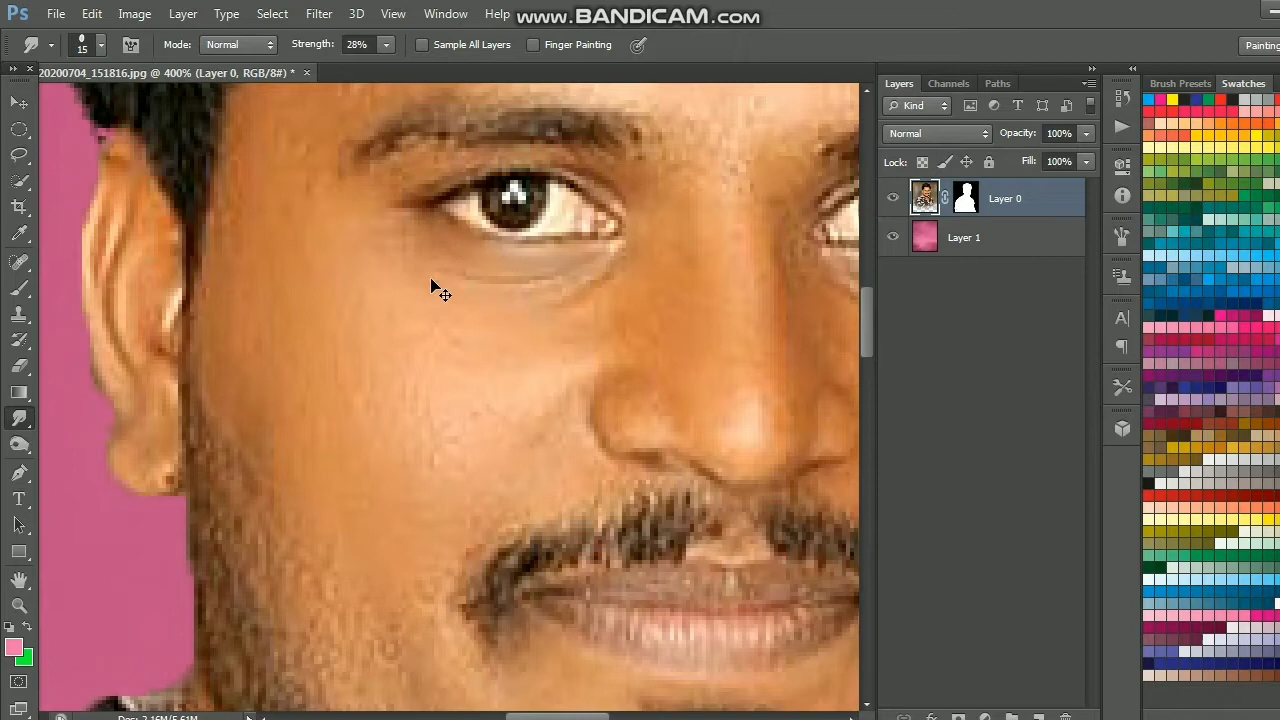 Ps File Edit Image Layer Type Select Filter 3D View Window Help
www.BANDICAM.com
15 Mode: Normal Strength: 28% Sample All Layers Finger Painting Painting
20200704_151816.jpg @ 400% (Layer 0, RGB/8#) * ×
Layers Channels Paths
Brush Presets Swatches
Kind
Normal Opacity: 100%
Lock: Fill: 100%
Layer 0
Layer 1